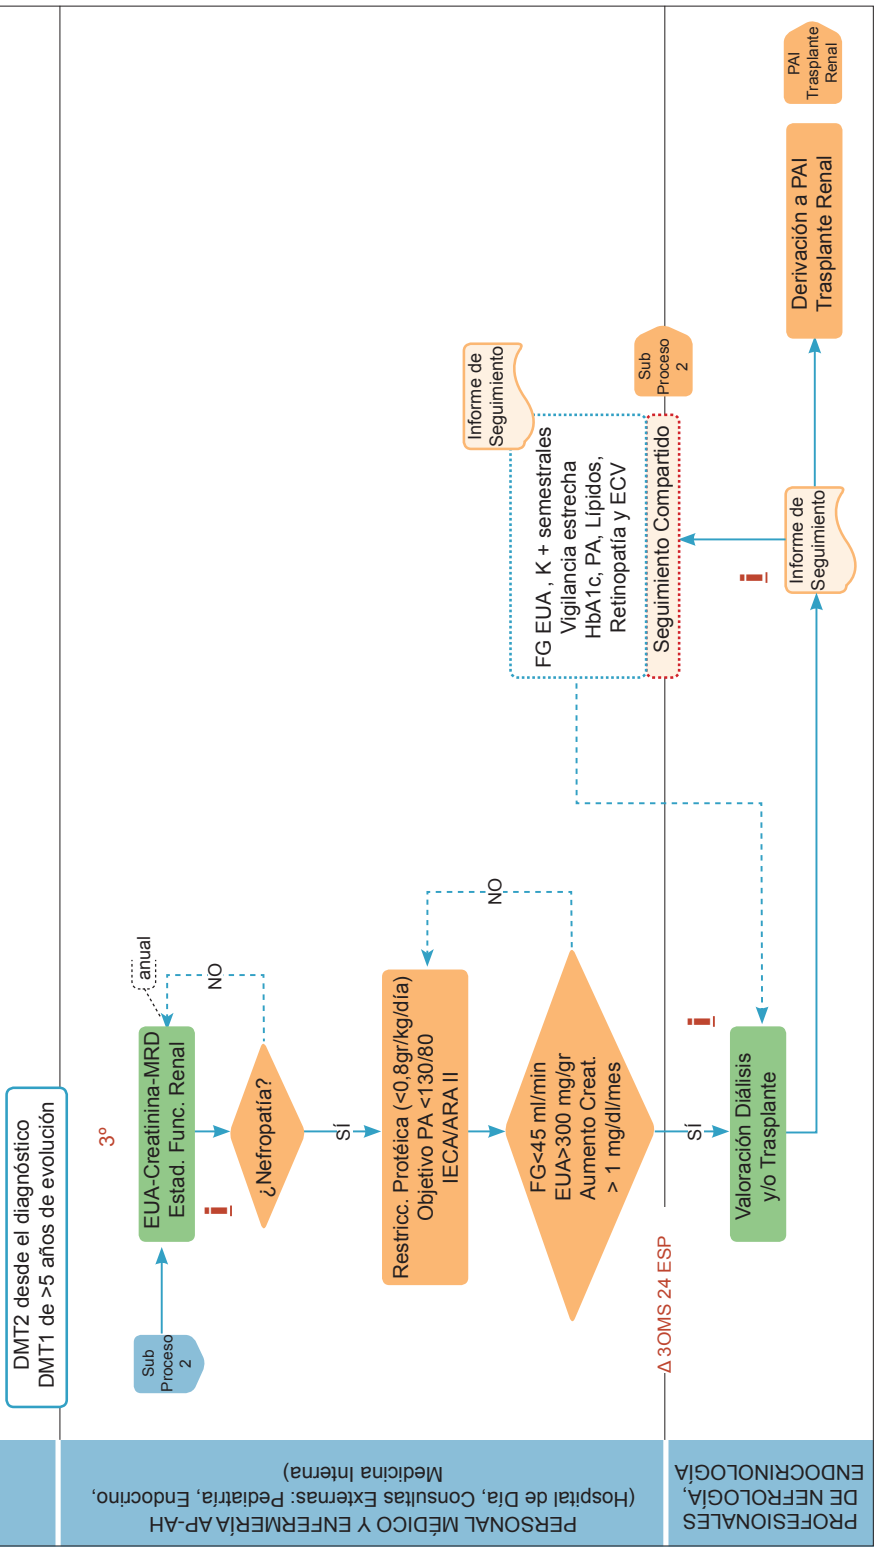 DMT2 desde el diagnóstico
DMT1 de >5 años de evolución
PERSONAL MÉDICO Y ENFERMERÍA AP-AH
(Hospital de Día, Consultas Externas: Pediatría, Endocrino,
Medicina Interna)
3º
Sub
Proceso
2
EUA-Creatinina-MRD
Estad. Func. Renal
anual
i
¿Nefropatía?
NO
SÍ
Restricc. Protéica (<0,8gr/kg/día)
Objetivo PA <130/80
IECA/ARA II
NO
FG<45 ml/min
EUA>300 mg/gr
Aumento Creat.
> 1 mg/dl/mes
Informe de
Seguimiento
FG EUA , K + semestrales
Vigilancia estrecha
HbA1c, PA, Lípidos,
Retinopatía y ECV
Seguimiento Compartido
Sub
Proceso
2
Δ 3OMS 24 ESP
SÍ
PROFESIONALES
DE NEFROLOGÍA,
ENDOCRINOLOGÍA
i
Valoración Diálisis
y/o Trasplante
i
Informe de
Seguimiento
Derivación a PAI
Trasplante Renal
PAI
Trasplante
Renal